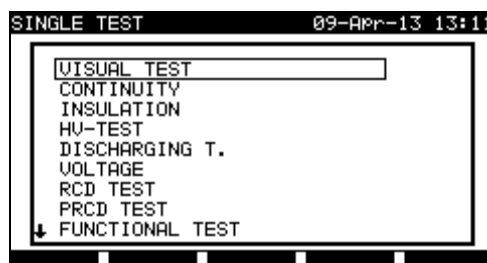 SINGLE TEST 09-Apr-13 13:11
VISUAL TEST
CONTINUITY
INSULATION
HV-TEST
DISCHARGING T.
VOLTAGE
RCD TEST
PRCD TEST
↓ FUNCTIONAL TEST